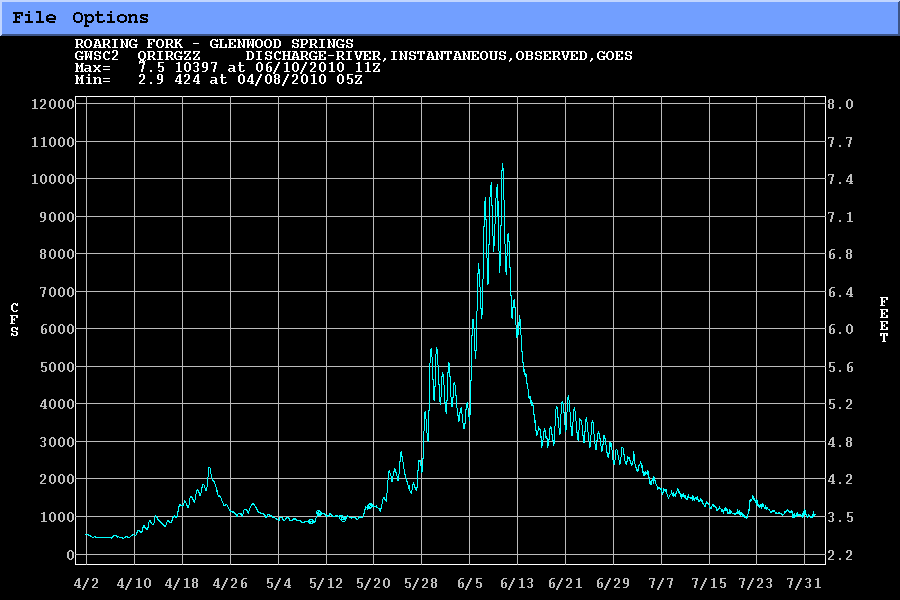 File Options
ROARING FORK - GLENWOOD SPRINGS
GWSC2 QRIRGZZ DISCHARGE-RIVER,INSTANTANEOUS,OBSERVED,GOES
Max= 7.5 10397 at 06/10/2010 11Z
Min= 2.9 424 at 04/08/2010 05Z
12000 8.0
11000 7.7
10000 7.4
9000 7.1
8000 6.8
7000 6.4
6000 6.0
5000 5.6
4000 5.2
3000 4.8
2000 4.2
1000 3.5
0 2.2
CFS
FEET
4/2 4/10 4/18 4/26 5/4 5/12 5/20 5/28 6/5 6/13 6/21 6/29 7/7 7/15 7/23 7/31